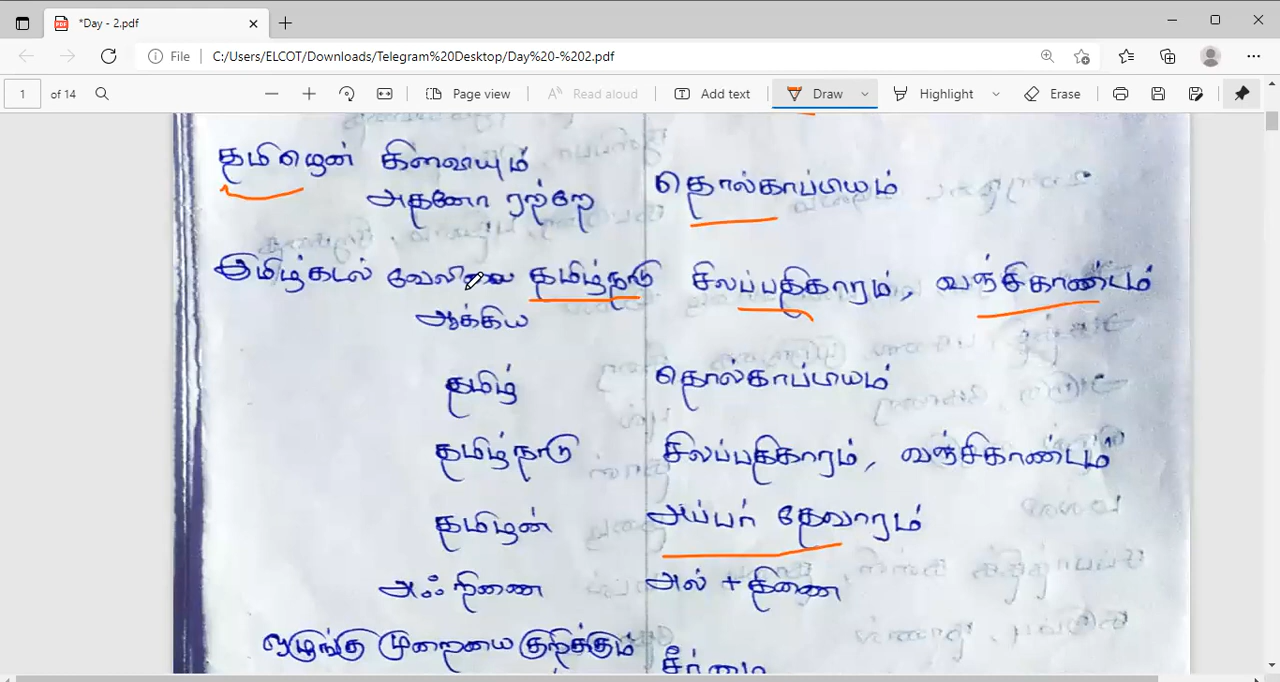 *Day - 2.pdf
File C:/Users/ELCOT/Downloads/Telegram%20Desktop/Day%20-%202.pdf
1 of 14 Page view Read aloud Add text Draw Highlight Erase
தமிழென் கிளவியும்
அதனோ ரற்றே தொல்காப்பியம்
இமிழ்கடல் வேலியை தமிழ்நாடு சிலப்பதிகாரம், வஞ்சிகாண்டம்
ஆக்கிய
தமிழ் தொல்காப்பியம்
தமிழ்நாடு சிலப்பதிகாரம், வஞ்சிகாண்டம்
தமிழன் அப்பர் தேவாரம்
அஃறிணை அல் + திணை
ஒழுங்கு முறையை குறிக்கும் சீர்மை